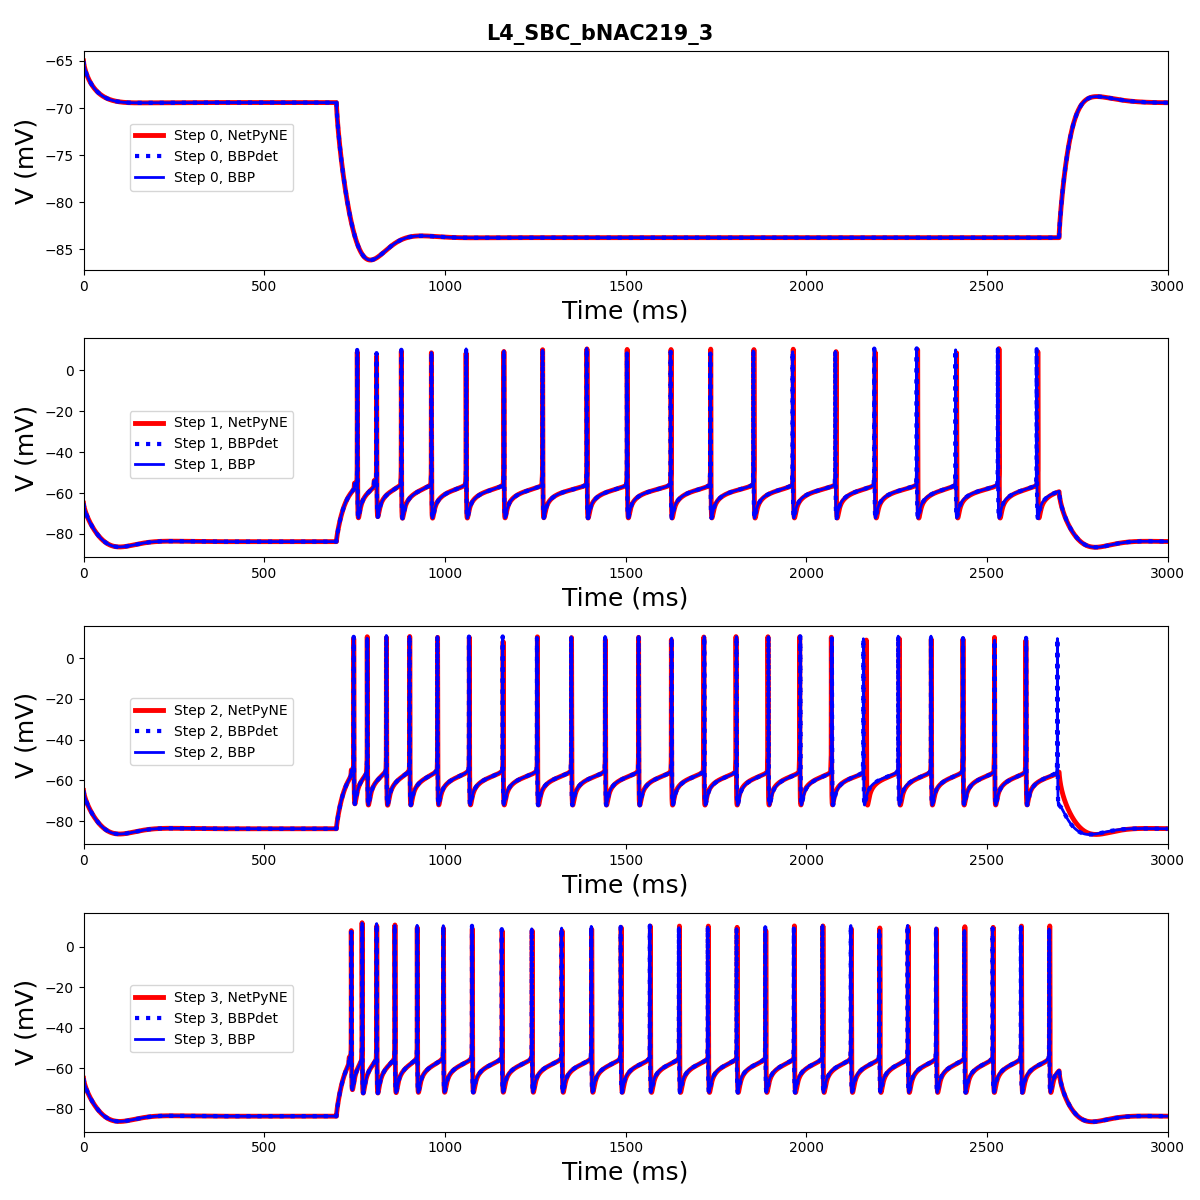 L4_SBC_bNAC219_3
−65
−70
−75
−80
−85
V (mV)
Step 0, NetPyNE
Step 0, BBPdet
Step 0, BBP
0 500 1000 1500 2000 2500 3000
Time (ms)
0
−20
−40
−60
−80
V (mV)
Step 1, NetPyNE
Step 1, BBPdet
Step 1, BBP
0 500 1000 1500 2000 2500 3000
Time (ms)
0
−20
−40
−60
−80
V (mV)
Step 2, NetPyNE
Step 2, BBPdet
Step 2, BBP
0 500 1000 1500 2000 2500 3000
Time (ms)
0
−20
−40
−60
−80
V (mV)
Step 3, NetPyNE
Step 3, BBPdet
Step 3, BBP
0 500 1000 1500 2000 2500 3000
Time (ms)